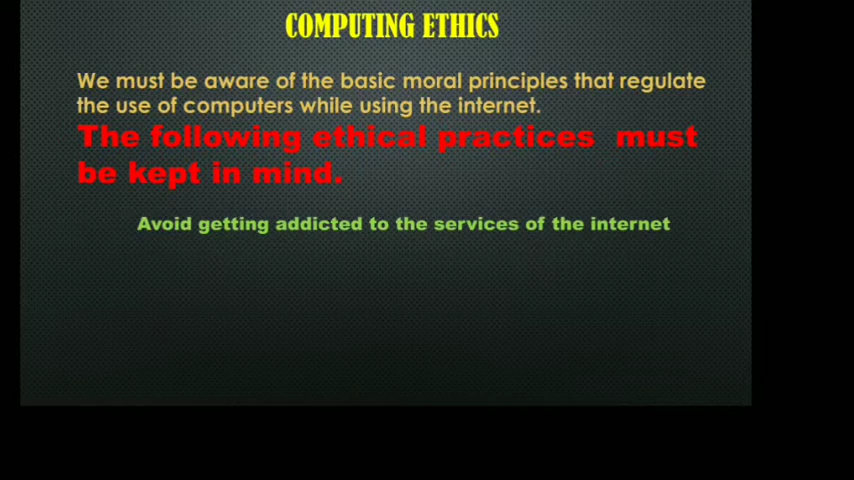 COMPUTING ETHICS
We must be aware of the basic moral principles that regulate
the use of computers while using the internet.
The following ethical practices must
be kept in mind.
Avoid getting addicted to the services of the internet